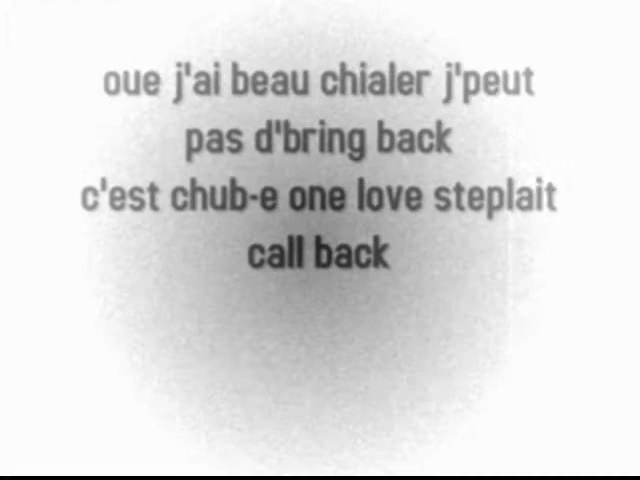 oue j'ai beau chialer j'peut
pas d'bring back
c'est chub-e one love steplait
call back